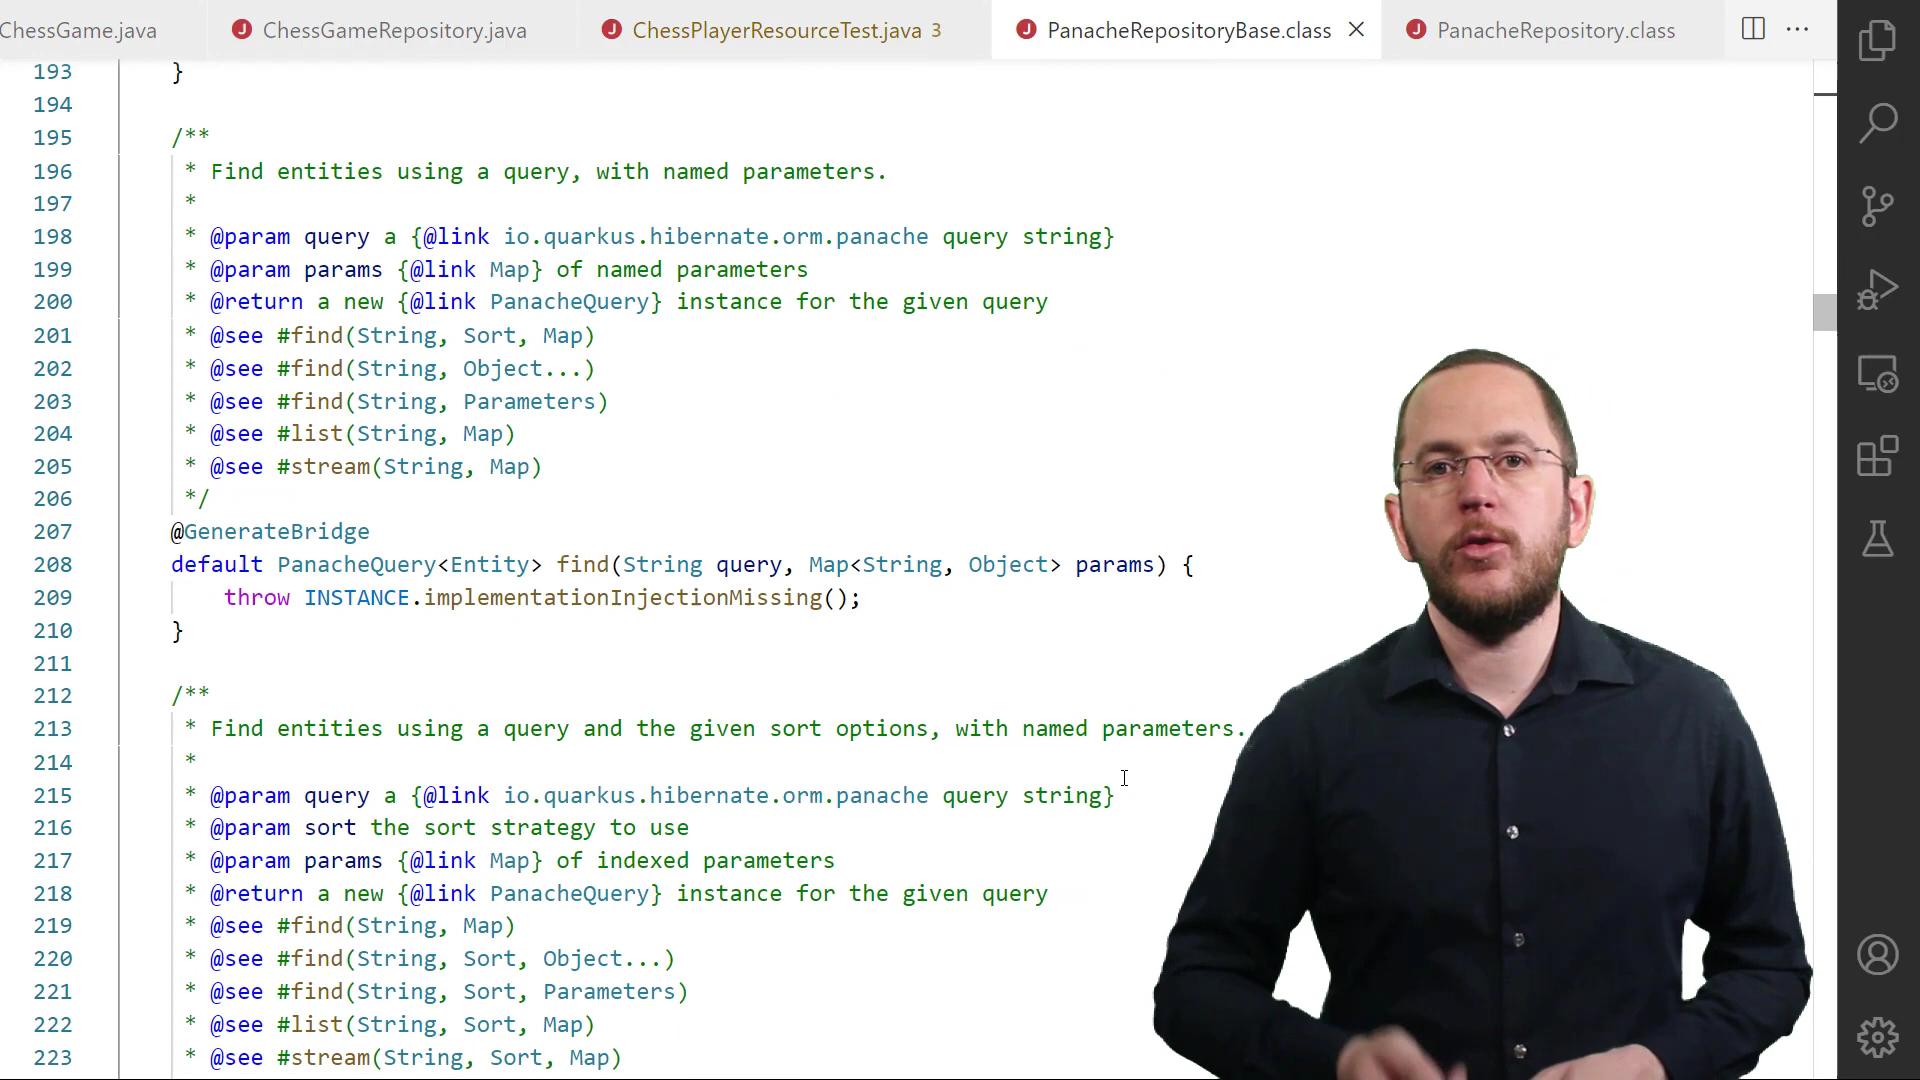 ChessGame.java
ChessGameRepository.java
ChessPlayerResourceTest.java 3
PanacheRepositoryBase.class
PanacheRepository.class
193 }
194
195 /**
196 * Find entities using a query, with named parameters.
197 *
198 * @param query a {@link io.quarkus.hibernate.orm.panache query string}
199 * @param params {@link Map} of named parameters
200 * @return a new {@link PanacheQuery} instance for the given query
201 * @see #find(String, Sort, Map)
202 * @see #find(String, Object...)
203 * @see #find(String, Parameters)
204 * @see #list(String, Map)
205 * @see #stream(String, Map)
206 */
207 @GenerateBridge
208 default PanacheQuery<Entity> find(String query, Map<String, Object> params) {
209 throw INSTANCE.implementationInjectionMissing();
210 }
211
212 /**
213 * Find entities using a query and the given sort options, with named parameters.
214 *
215 * @param query a {@link io.quarkus.hibernate.orm.panache query string}
216 * @param sort the sort strategy to use
217 * @param params {@link Map} of indexed parameters
218 * @return a new {@link PanacheQuery} instance for the given query
219 * @see #find(String, Map)
220 * @see #find(String, Sort, Object...)
221 * @see #find(String, Sort, Parameters)
222 * @see #list(String, Sort, Map)
223 * @see #stream(String, Sort, Map)